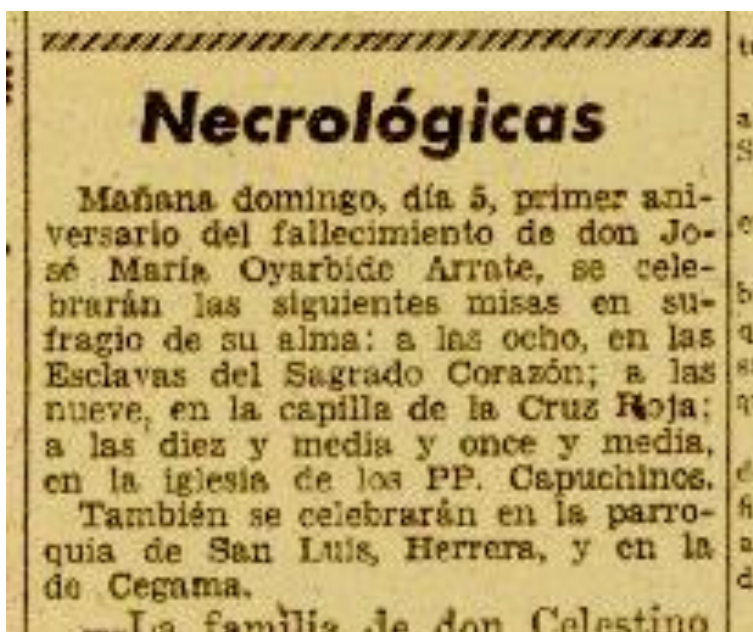 Necrológicas
Mañana domingo, día 5, primer ani-
versario del fallecimiento de don Jo-
sé María Oyarbide Arrate, se cele-
brarán las siguientes misas en su-
fragio de su alma: a las ocho, en las
Esclavas del Sagrado Corazón; a las
nueve, en la capilla de la Cruz Roja;
a las diez y media y once y media,
en la iglesia de los PP. Capuchinos.
También se celebrarán en la parro-
quia de San Luis, Herrera, y en la
de Cegama.
—La familia de don Celestino